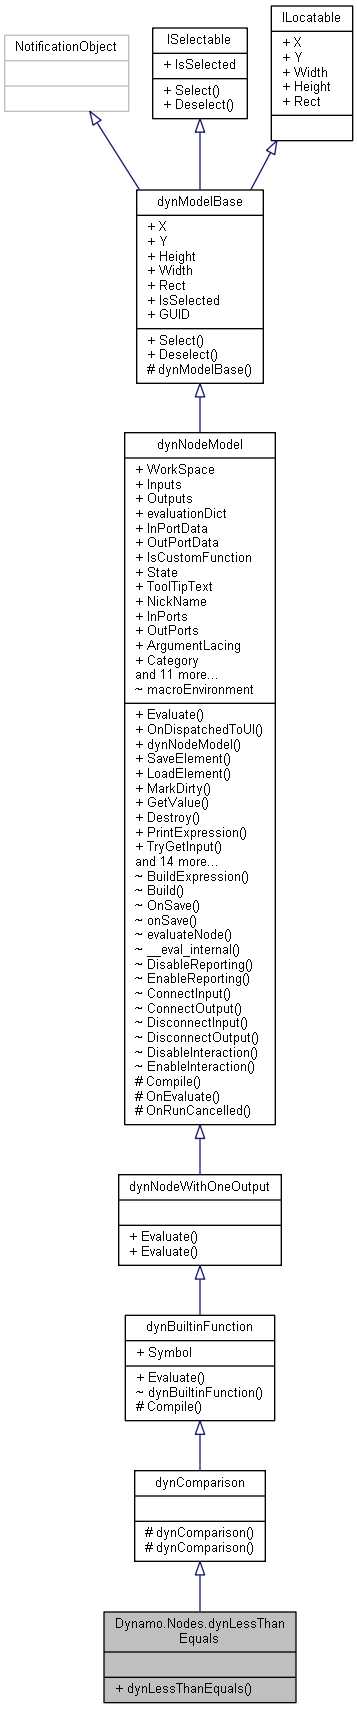 NotificationObject
ISelectable
+ IsSelected
+ Select()
+ Deselect()
ILocatable
+ X
+ Y
+ Width
+ Height
+ Rect
dynModelBase
+ X
+ Y
+ Height
+ Width
+ Rect
+ IsSelected
+ GUID
+ Select()
+ Deselect()
# dynModelBase()
dynNodeModel
+ WorkSpace
+ Inputs
+ Outputs
+ evaluationDict
+ InPortData
+ OutPortData
+ IsCustomFunction
+ State
+ ToolTipText
+ NickName
+ InPorts
+ OutPorts
+ ArgumentLacing
+ Category
and 11 more...
~ macroEnvironment
+ Evaluate()
+ OnDispatchedToUI()
+ dynNodeModel()
+ SaveElement()
+ LoadElement()
+ MarkDirty()
+ GetValue()
+ Destroy()
+ PrintExpression()
+ TryGetInput()
and 14 more...
~ BuildExpression()
~ Build()
~ OnSave()
~ onSave()
~ evaluateNode()
~ __eval_internal()
~ DisableReporting()
~ EnableReporting()
~ ConnectInput()
~ ConnectOutput()
~ DisconnectInput()
~ DisconnectOutput()
~ DisableInteraction()
~ EnableInteraction()
# Compile()
# OnEvaluate()
# OnRunCancelled()
dynNodeWithOneOutput
+ Evaluate()
+ Evaluate()
dynBuiltinFunction
+ Symbol
+ Evaluate()
~ dynBuiltinFunction()
# Compile()
dynComparison
# dynComparison()
# dynComparison()
Dynamo.Nodes.dynLessThan
Equals
+ dynLessThanEquals()